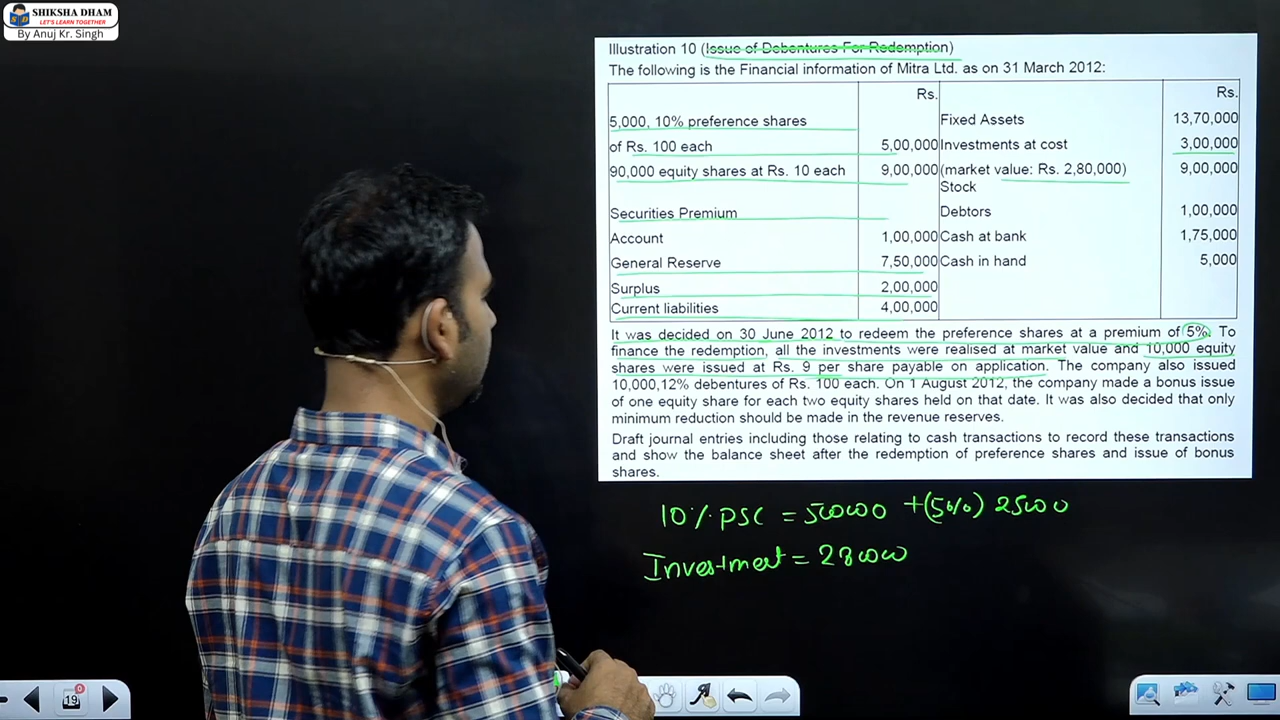 SHIKSHA DHAM
LET'S LEARN TOGETHER
By Anuj Kr. Singh
Illustration 10 (Issue of Debentures For Redemption)
The following is the Financial information of Mitra Ltd. as on 31 March 2012:
Rs. Rs.
5,000, 10% preference shares Fixed Assets 13,70,000
of Rs. 100 each 5,00,000 Investments at cost 3,00,000
90,000 equity shares at Rs. 10 each 9,00,000 (market value: Rs. 2,80,000) 9,00,000
Stock
Securities Premium Debtors 1,00,000
Account 1,00,000 Cash at bank 1,75,000
General Reserve 7,50,000 Cash in hand 5,000
Surplus 2,00,000
Current liabilities 4,00,000
It was decided on 30 June 2012 to redeem the preference shares at a premium of 5%. To
finance the redemption, all the investments were realised at market value and 10,000 equity
shares were issued at Rs. 9 per share payable on application. The company also issued
10,000,12% debentures of Rs. 100 each. On 1 August 2012, the company made a bonus issue
of one equity share for each two equity shares held on that date. It was also decided that only
minimum reduction should be made in the revenue reserves.
Draft journal entries including those relating to cash transactions to record these transactions
and show the balance sheet after the redemption of preference shares and issue of bonus
shares.
10% PSC = 500000 + (5%) 25000
Investment = 280000
19
0